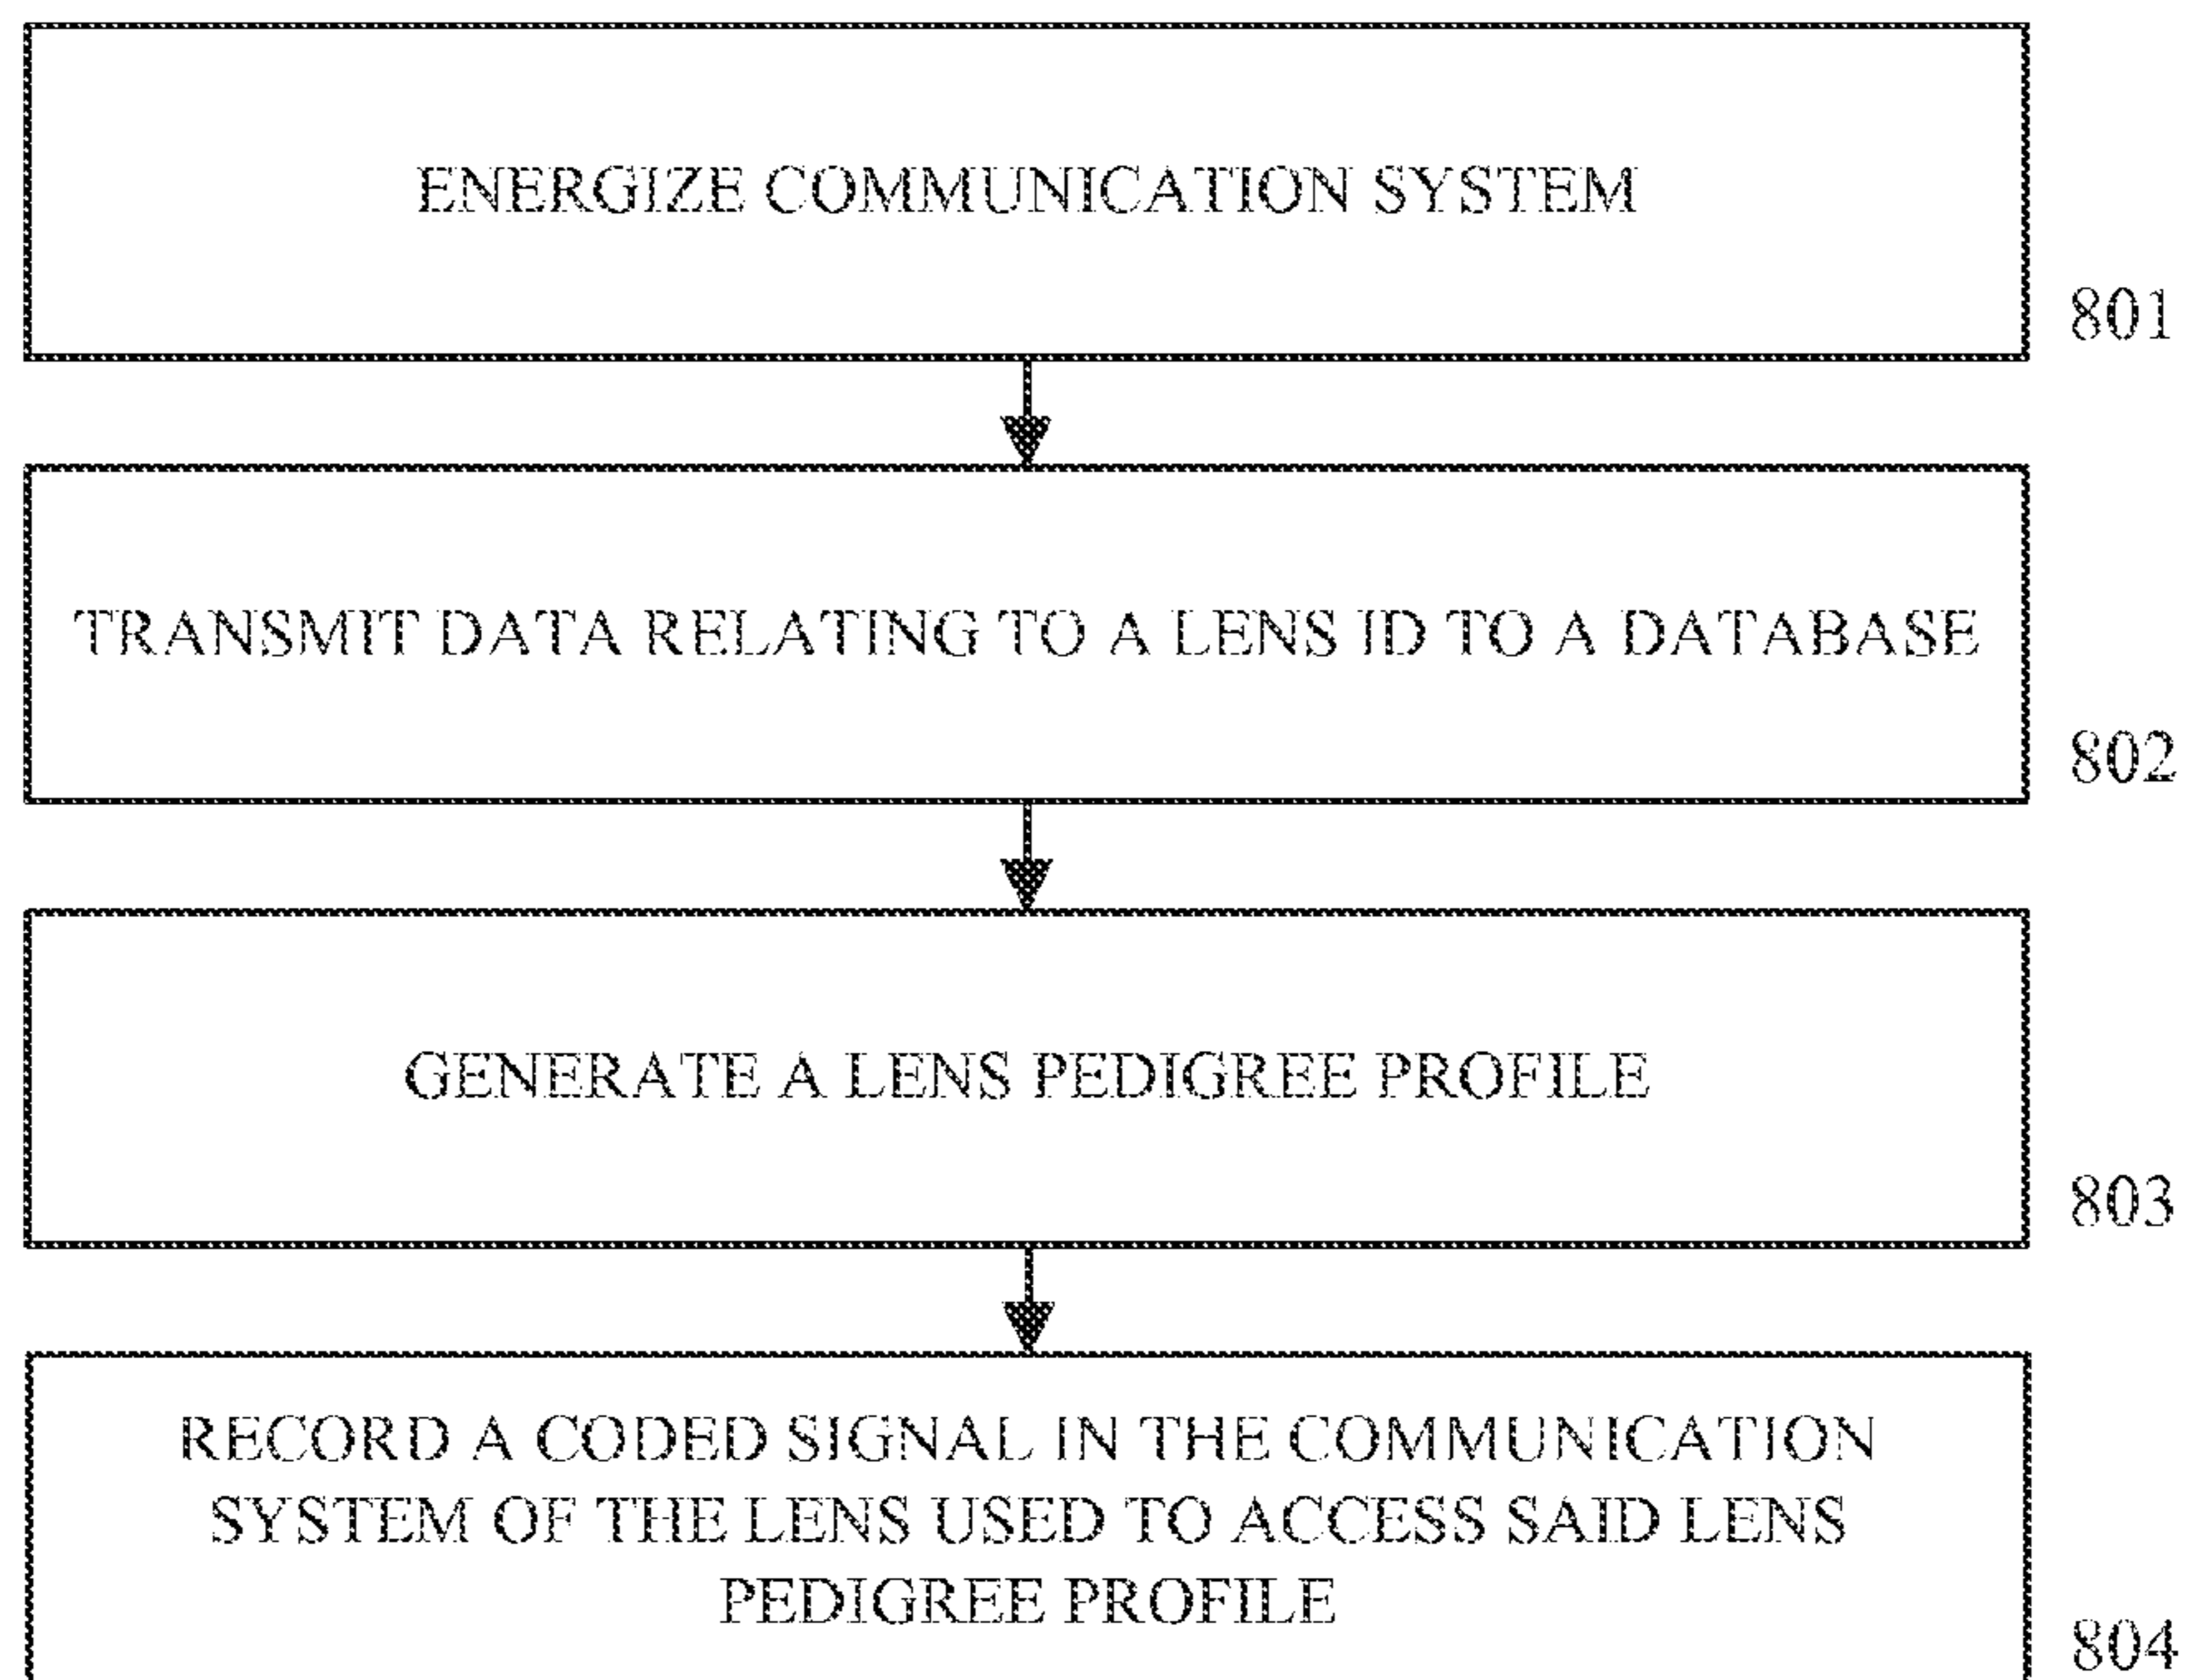 ENERGIZE COMMUNICATION SYSTEM
801
TRANSMIT DATA RELATING TO A LENS ID TO A DATABASE
802
GENERATE A LENS PEDIGREE PROFILE
803
RECORD A CODED SIGNAL IN THE COMMUNICATION
SYSTEM OF THE LENS USED TO ACCESS SAID LENS
PEDIGREE PROFILE
804